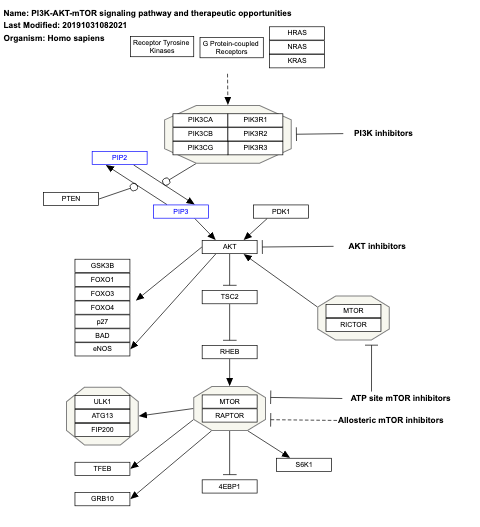 Name: PI3K-AKT-mTOR signaling pathway and therapeutic opportunities
Last Modified: 20191031082021
Organism: Homo sapiens
HRAS
NRAS
KRAS
Receptor Tyrosine
Kinases
G Protein-coupled
Receptors
PIK3CA
PIK3R1
PIK3CB
PIK3R2
PIK3CG
PIK3R3
PI3K inhibitors
PIP2
PTEN
PIP3
PDK1
AKT
AKT inhibitors
GSK3B
FOXO1
FOXO3
FOXO4
p27
BAD
eNOS
TSC2
MTOR
RICTOR
RHEB
ULK1
ATG13
FIP200
MTOR
RAPTOR
ATP site mTOR inhibitors
Allosteric mTOR inhibitors
TFEB
S6K1
GRB10
4EBP1